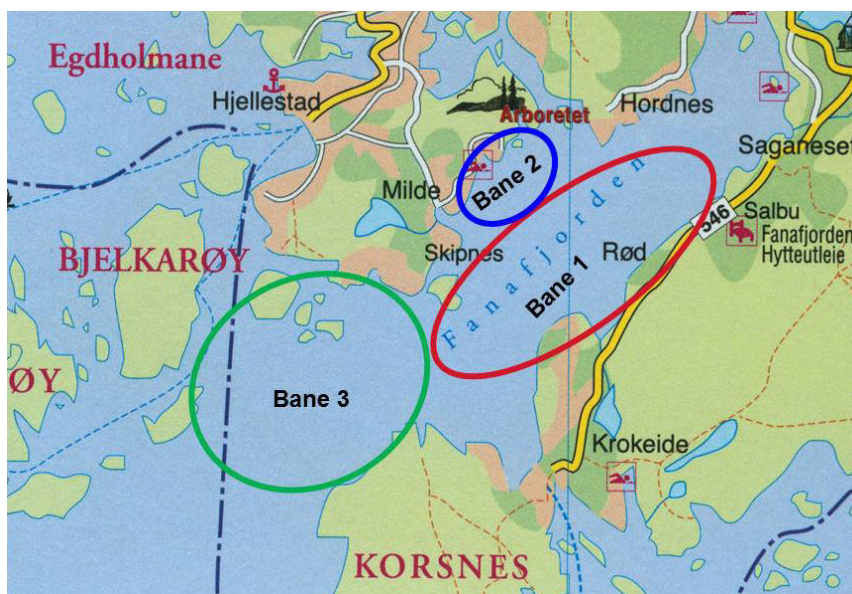 Egdholmane
Hjellestad
Arboretet
Hordnes
Saganeset
Milde
Bane 2
546
Salbu
Fanafjorden
Hytteutleie
BJELKARØY
Skipnes
Rød
Fanafjorden
Bane 1
ØY
Bane 3
Krokeide
KORSNES